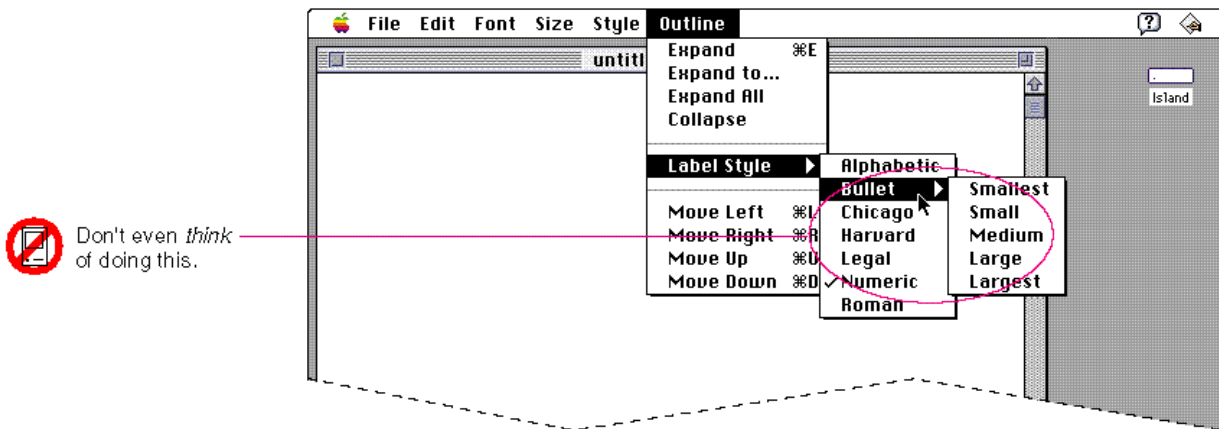 File Edit Font Size Style Outline
untitl
Expand ⌘E
Expand to...
Expand All
Collapse
Island
Label Style
Alphabetic
Bullet
Smallest
Move Left ⌘L
Chicago
Small
Don't even think
of doing this.
Move Right ⌘R
Harvard
Medium
Move Up ⌘U
Legal
Large
Move Down ⌘D
✓Numeric
Largest
Roman